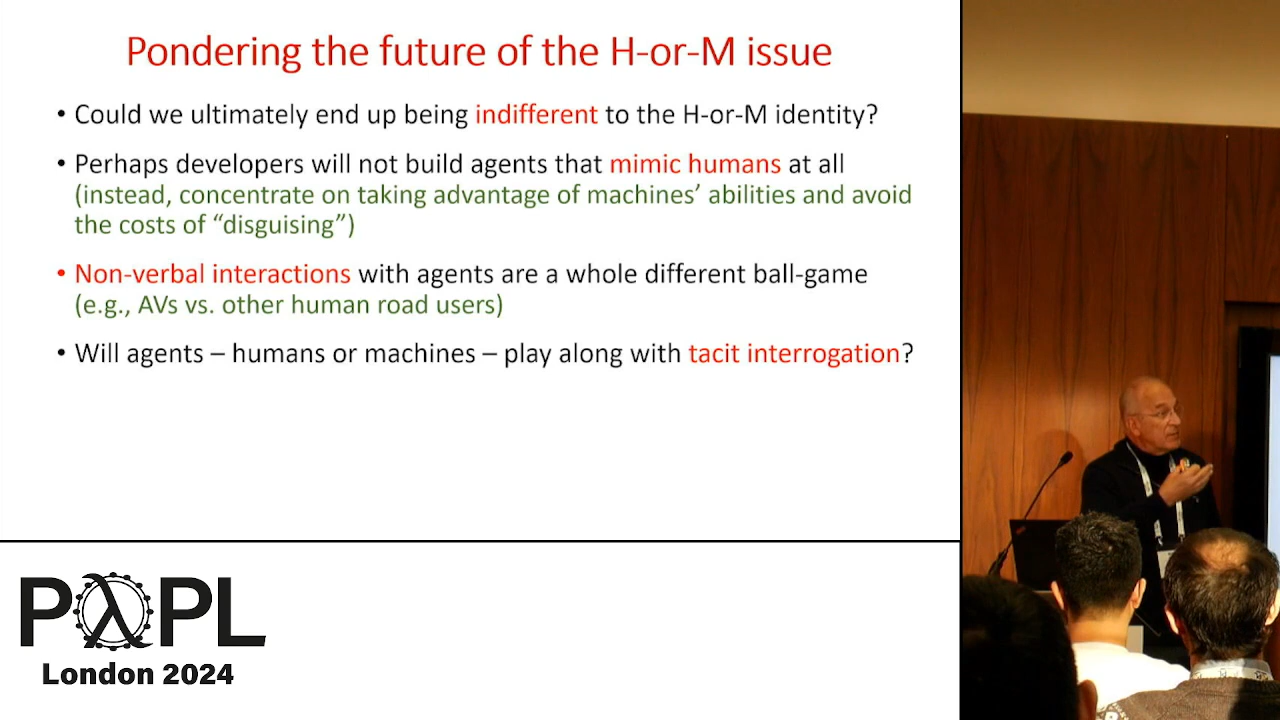 Pondering the future of the H-or-M issue
• Could we ultimately end up being indifferent to the H-or-M identity?
• Perhaps developers will not build agents that mimic humans at all
(instead, concentrate on taking advantage of machines’ abilities and avoid
the costs of “disguising”)
• Non-verbal interactions with agents are a whole different ball-game
(e.g., AVs vs. other human road users)
• Will agents – humans or machines – play along with tacit interrogation?
PλPL
London 2024